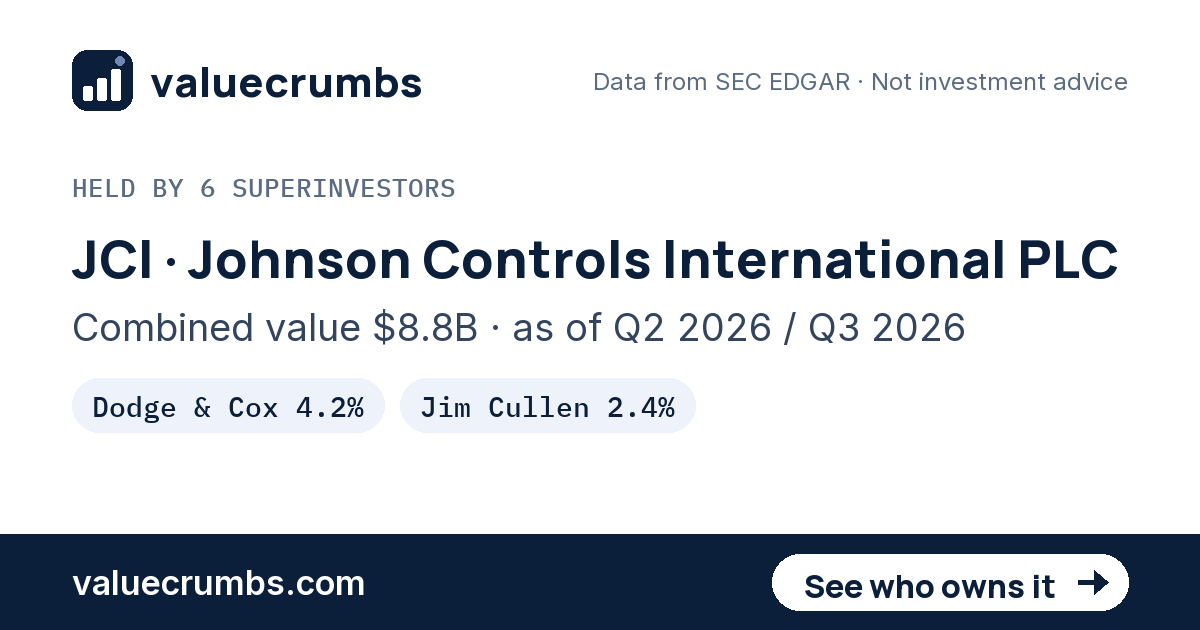 valuecrumbs
Data from SEC EDGAR · Not investment advice
HELD BY 6 SUPERINVESTORS
JCI · Johnson Controls International PLC
Combined value $8.8B · as of Q2 2026 / Q3 2026
Dodge & Cox 4.2%
Jim Cullen 2.4%
valuecrumbs.com
See who owns it →